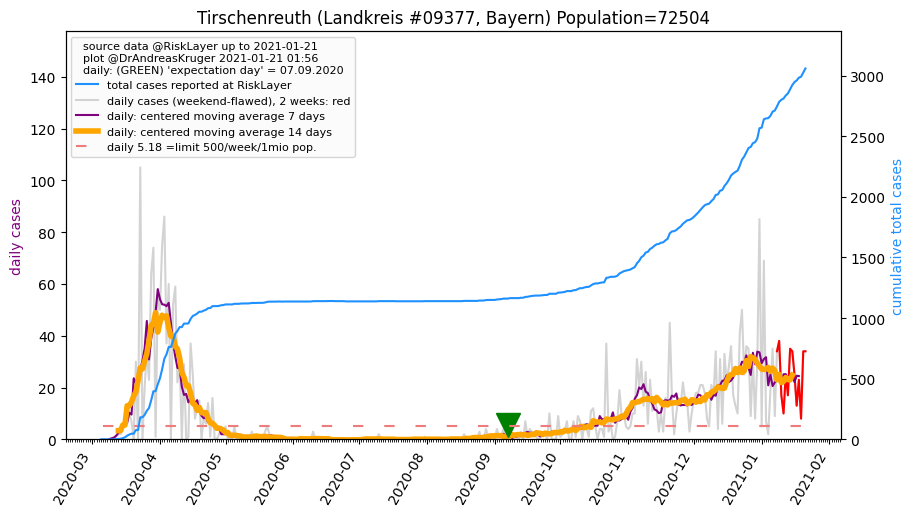 Tirschenreuth (Landkreis #09377, Bayern) Population=72504
source data @RiskLayer up to 2021-01-21
plot @DrAndreasKruger 2021-01-21 01:56
daily: (GREEN) 'expectation day' = 07.09.2020
total cases reported at RiskLayer
daily cases (weekend-flawed), 2 weeks: red
daily: centered moving average 7 days
daily: centered moving average 14 days
daily 5.18 =limit 500/week/1mio pop.
daily cases
140
120
100
80
60
40
20
0
3000
2500
2000
1500
1000
500
0
cumulative total cases
2020-03
2020-04
2020-05
2020-06
2020-07
2020-08
2020-09
2020-10
2020-11
2020-12
2021-01
2021-02